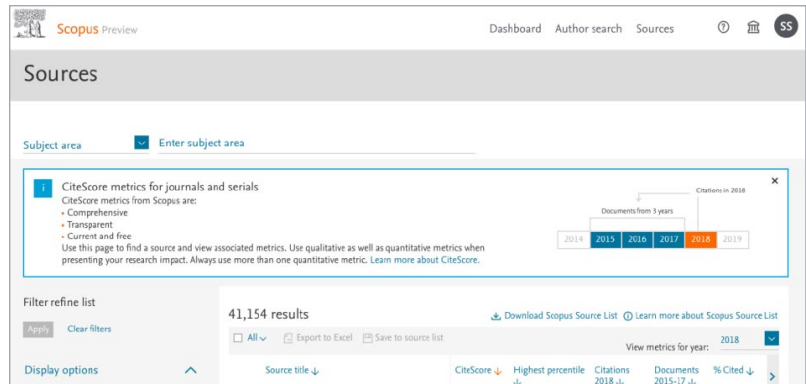 Scopus Preview
Dashboard Author search Sources SS
Sources
Subject area Enter subject area
i CiteScore metrics for journals and serials
CiteScore metrics from Scopus are:
• Comprehensive
• Transparent
• Current and free
Use this page to find a source and view associated metrics. Use qualitative as well as quantitative metrics when
presenting your research impact. Always use more than one quantitative metric. Learn more about CiteScore.
Citations in 2018
Documents from 3 years
2014 2015 2016 2017 2018 2019
Filter refine list
Apply Clear filters
Display options
41,154 results
Download Scopus Source List Learn more about Scopus Source List
All Export to Excel Save to source list
View metrics for year: 2018
Source title CiteScore Highest percentile Citations Documents % Cited
2018 2015-17